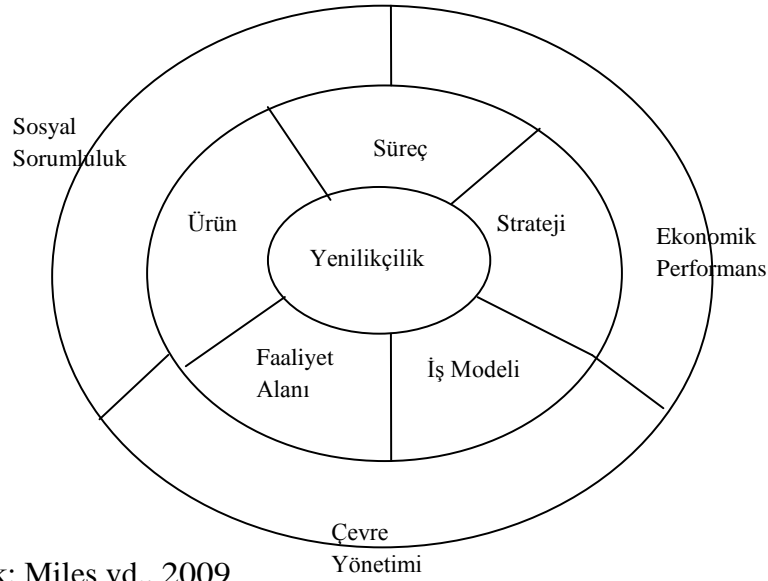 Sosyal
Sorumluluk
Süreç
Ürün
Strateji
Ekonomik
Performans
Yenilikçilik
Faaliyet
Alanı
İş Modeli
Çevre
Yönetimi
k: Miles vd., 2009